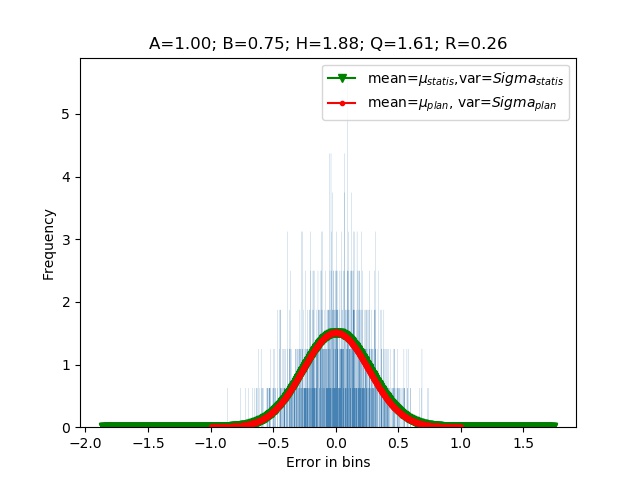 A=1.00; B=0.75; H=1.88; Q=1.61; R=0.26
mean=μstatis,var=Sigmastatis
mean=μplan, var=Sigmaplan
5
4
3
2
1
0
Frequency
−2.0 −1.5 −1.0 −0.5 0.0 0.5 1.0 1.5
Error in bins